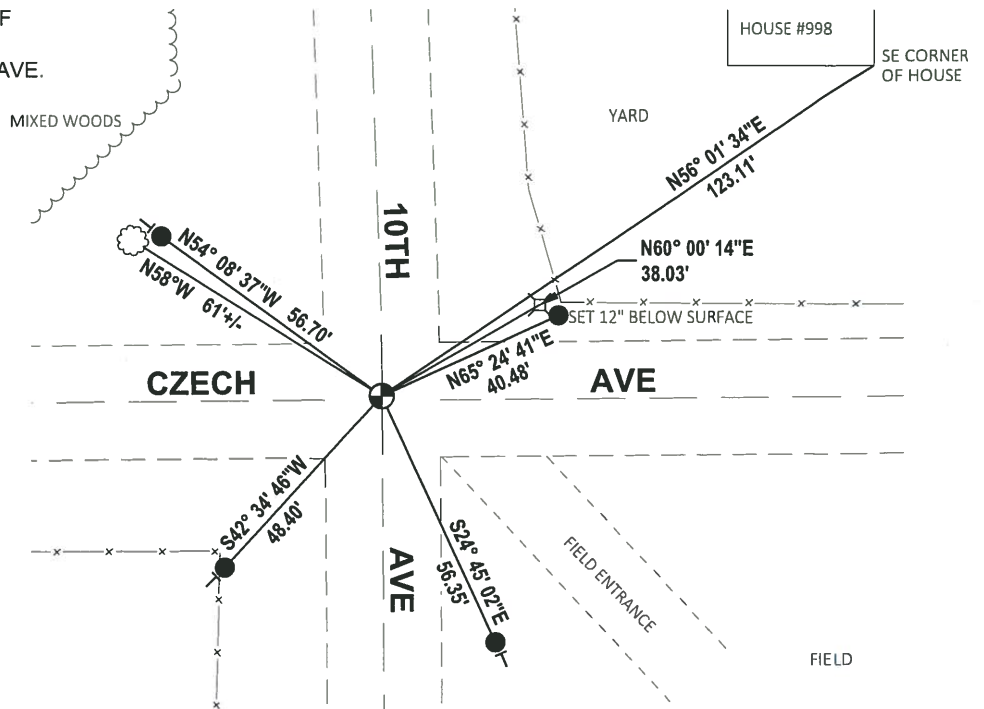 F
AVE.
MIXED WOODS
HOUSE #998
SE CORNER
OF HOUSE
YARD
N56° 01' 34"E
123.11'
10TH
N60° 00' 14"E
38.03'
N54° 08' 37"W 56.70'
N58°W 61'+/-
SET 12" BELOW SURFACE
N65° 24' 41"E
40.48'
CZECH
AVE
S42° 34' 46"W
48.40'
AVE
S24° 45' 02"E
56.35'
FIELD ENTRANCE
FIELD